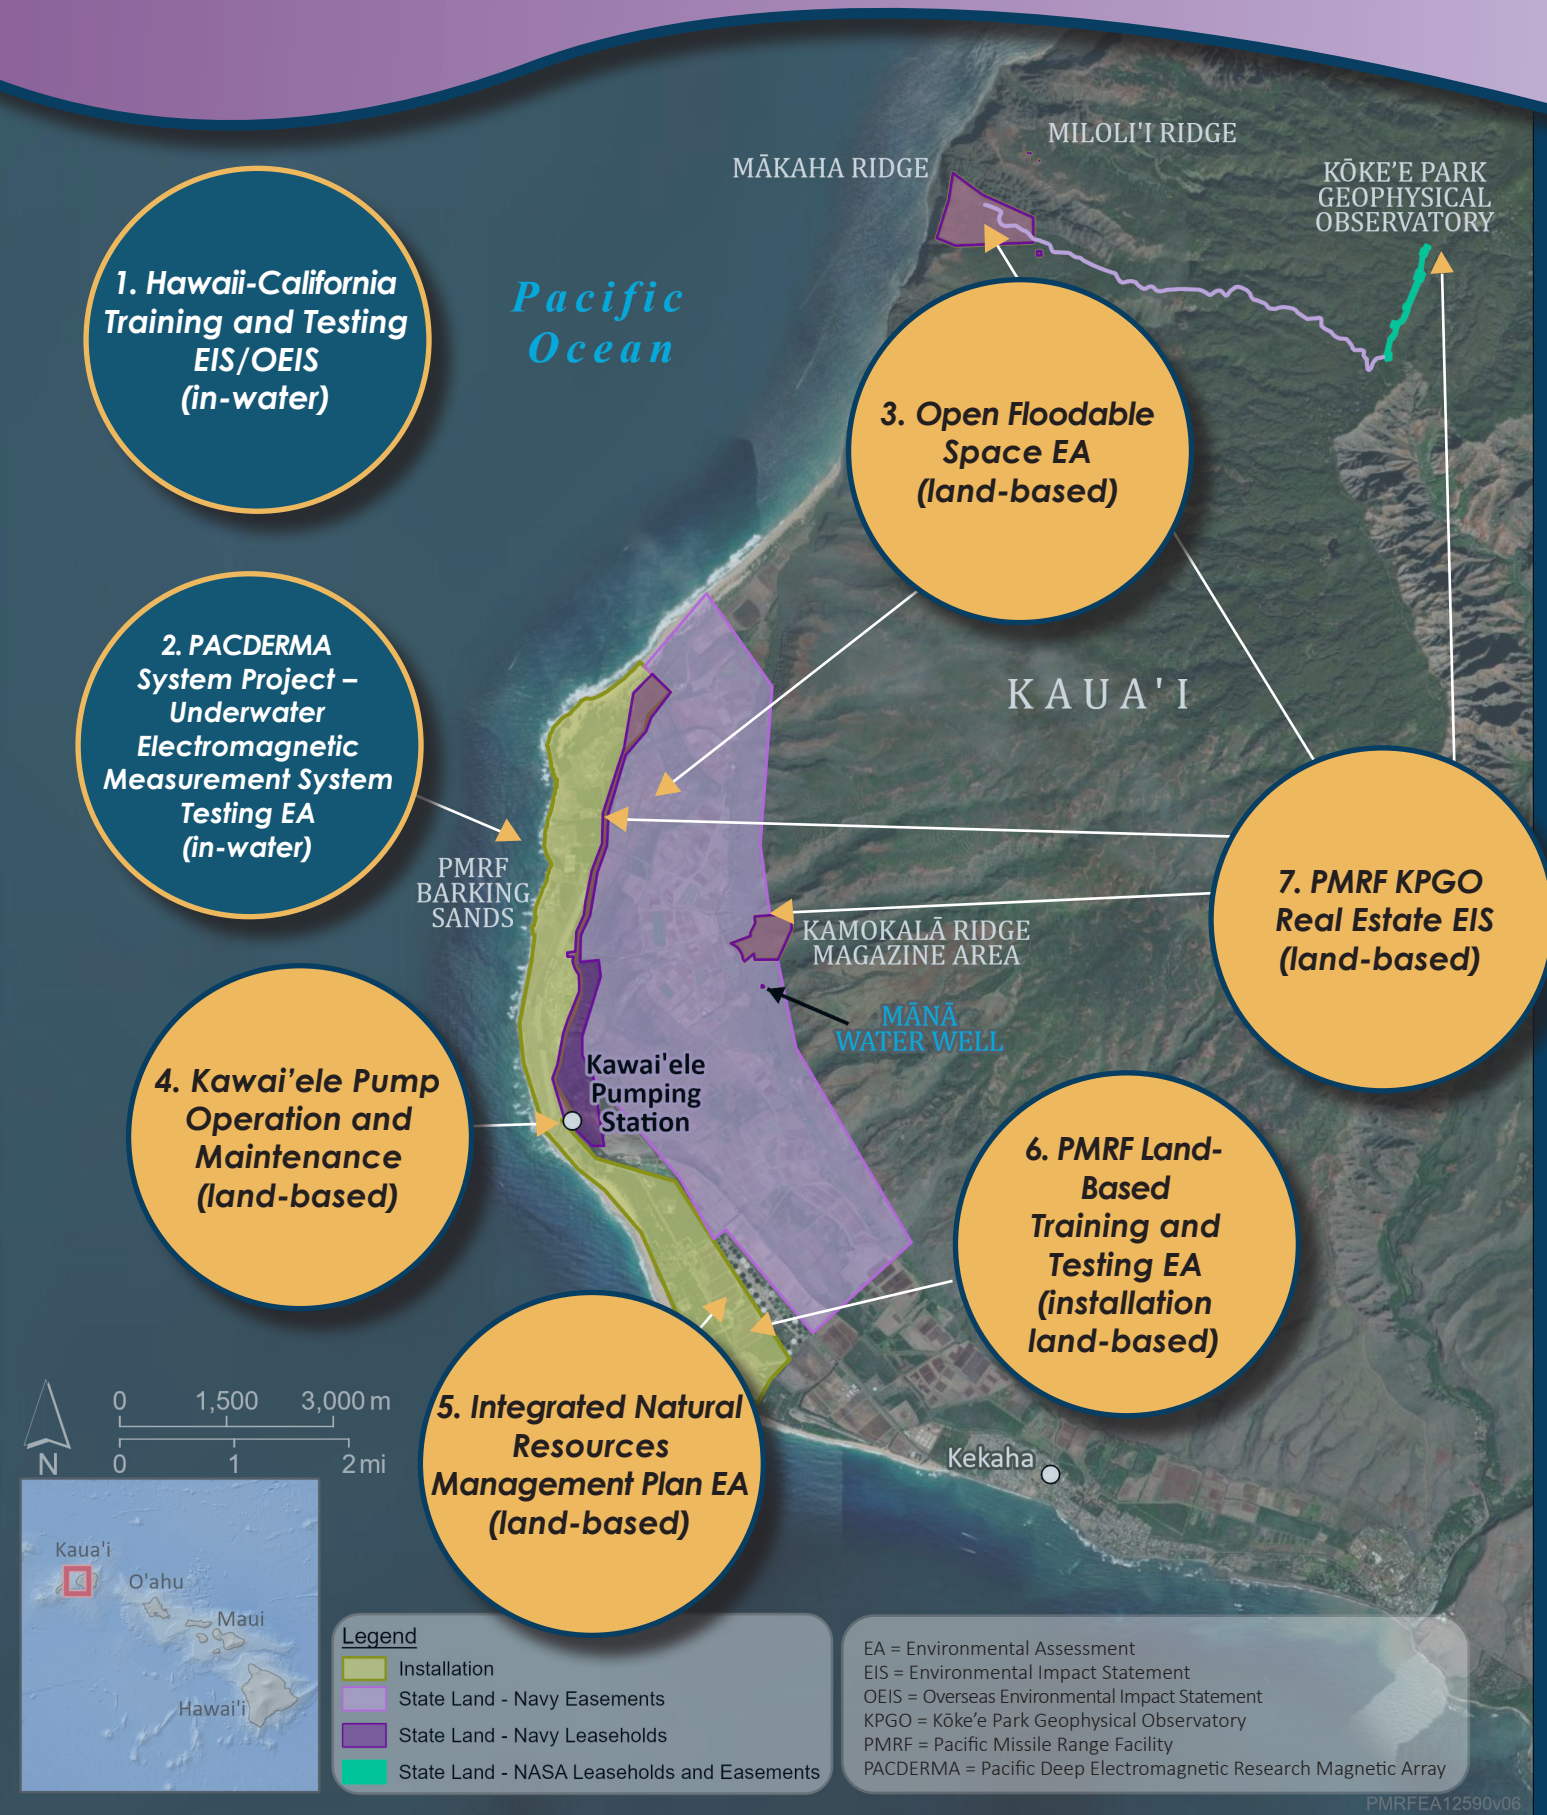 MILOLI'I RIDGE
MĀKAHA RIDGE
KŌKE'E PARK
GEOPHYSICAL
OBSERVATORY
1. Hawaii-California
Training and Testing
EIS/OEIS
(in-water)
Pacific
Ocean
3. Open Floodable
Space EA
(land-based)
2. PACDERMA
System Project –
Underwater
Electromagnetic
Measurement System
Testing EA
(in-water)
KAUA'I
PMRF
BARKING
SANDS
7. PMRF KPGO
Real Estate EIS
(land-based)
KAMOKALĀ RIDGE
MAGAZINE AREA
MĀNĀ
WATER WELL
Kawai'ele
Pumping
Station
4. Kawai’ele Pump
Operation and
Maintenance
(land-based)
6. PMRF Land-
Based
Training and
Testing EA
(installation
land-based)
5. Integrated Natural
Resources
Management Plan EA
(land-based)
Kekaha
0 1,500 3,000 m
0 1 2 mi
N
Kaua'i
O'ahu
Maui
Hawai'i
Legend
Installation
State Land - Navy Easements
State Land - Navy Leaseholds
State Land - NASA Leaseholds and Easements
EA = Environmental Assessment
EIS = Environmental Impact Statement
OEIS = Overseas Environmental Impact Statement
KPGO = Kōke’e Park Geophysical Observatory
PMRF = Pacific Missile Range Facility
PACDERMA = Pacific Deep Electromagnetic Research Magnetic Array
PMRFEA12590v06